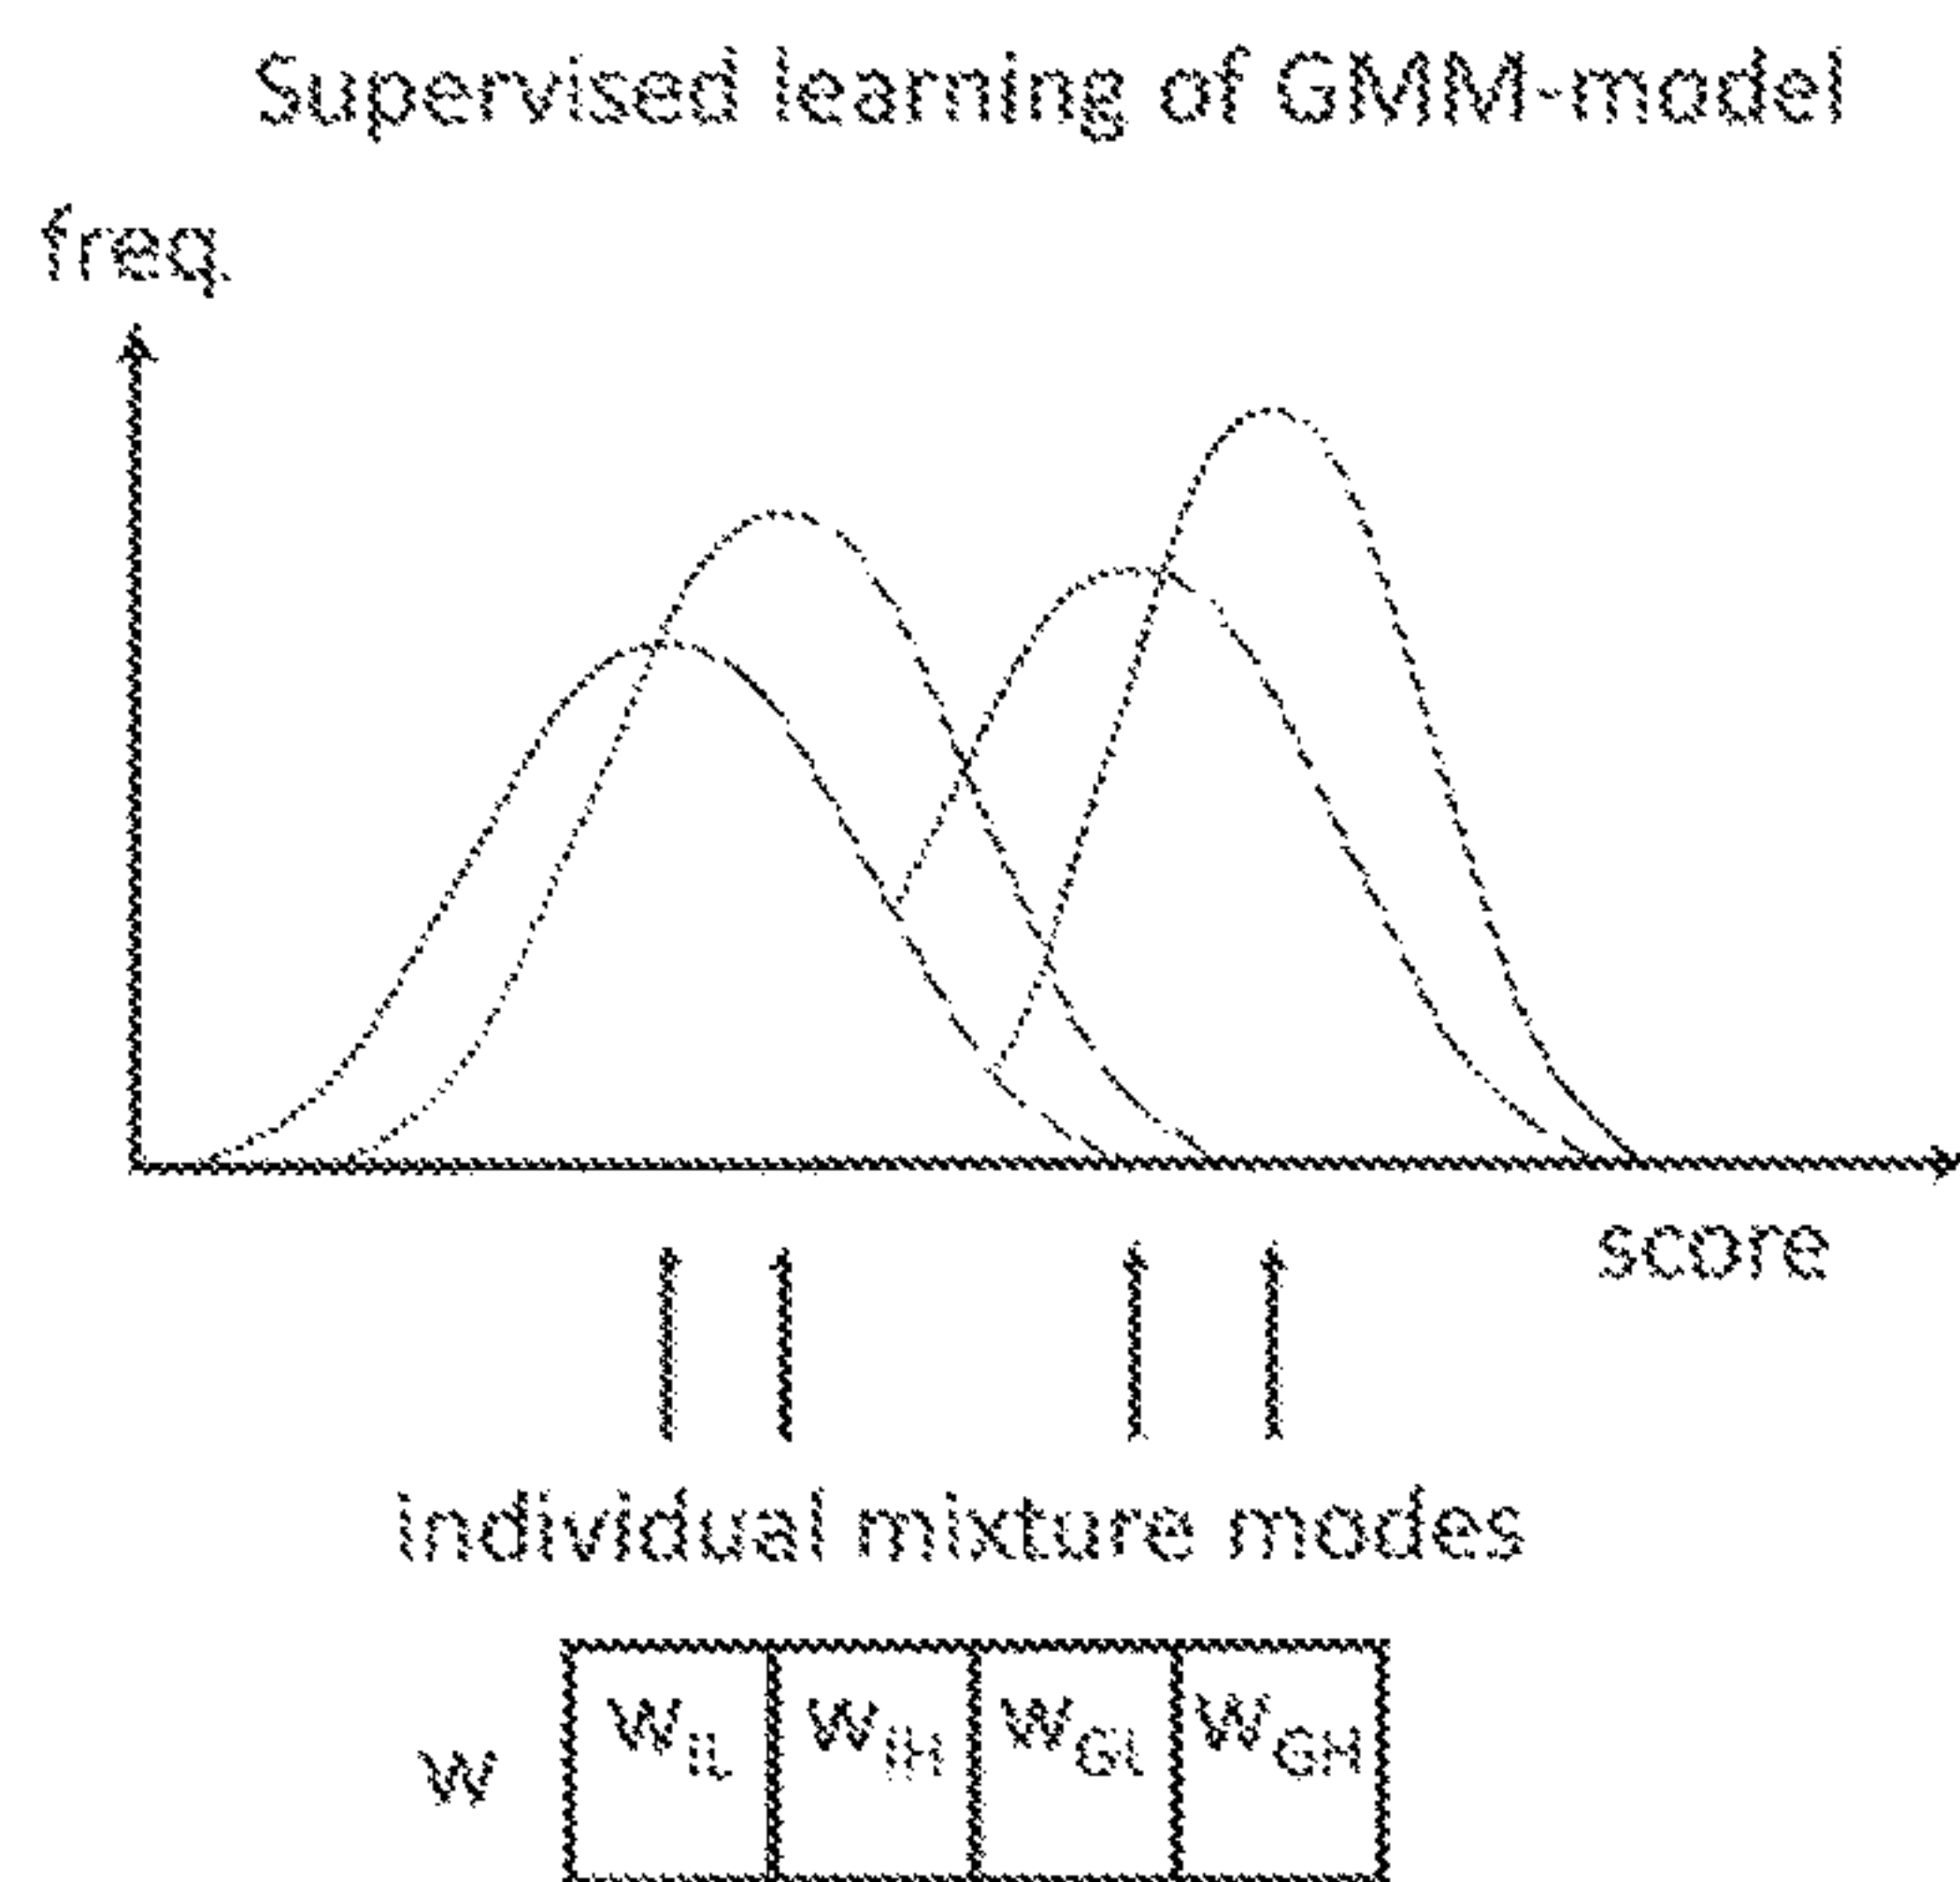 Supervised learning of GMM-model
freq.
score
individual mixture modes
w W_IL W_IH W_GL W_GH